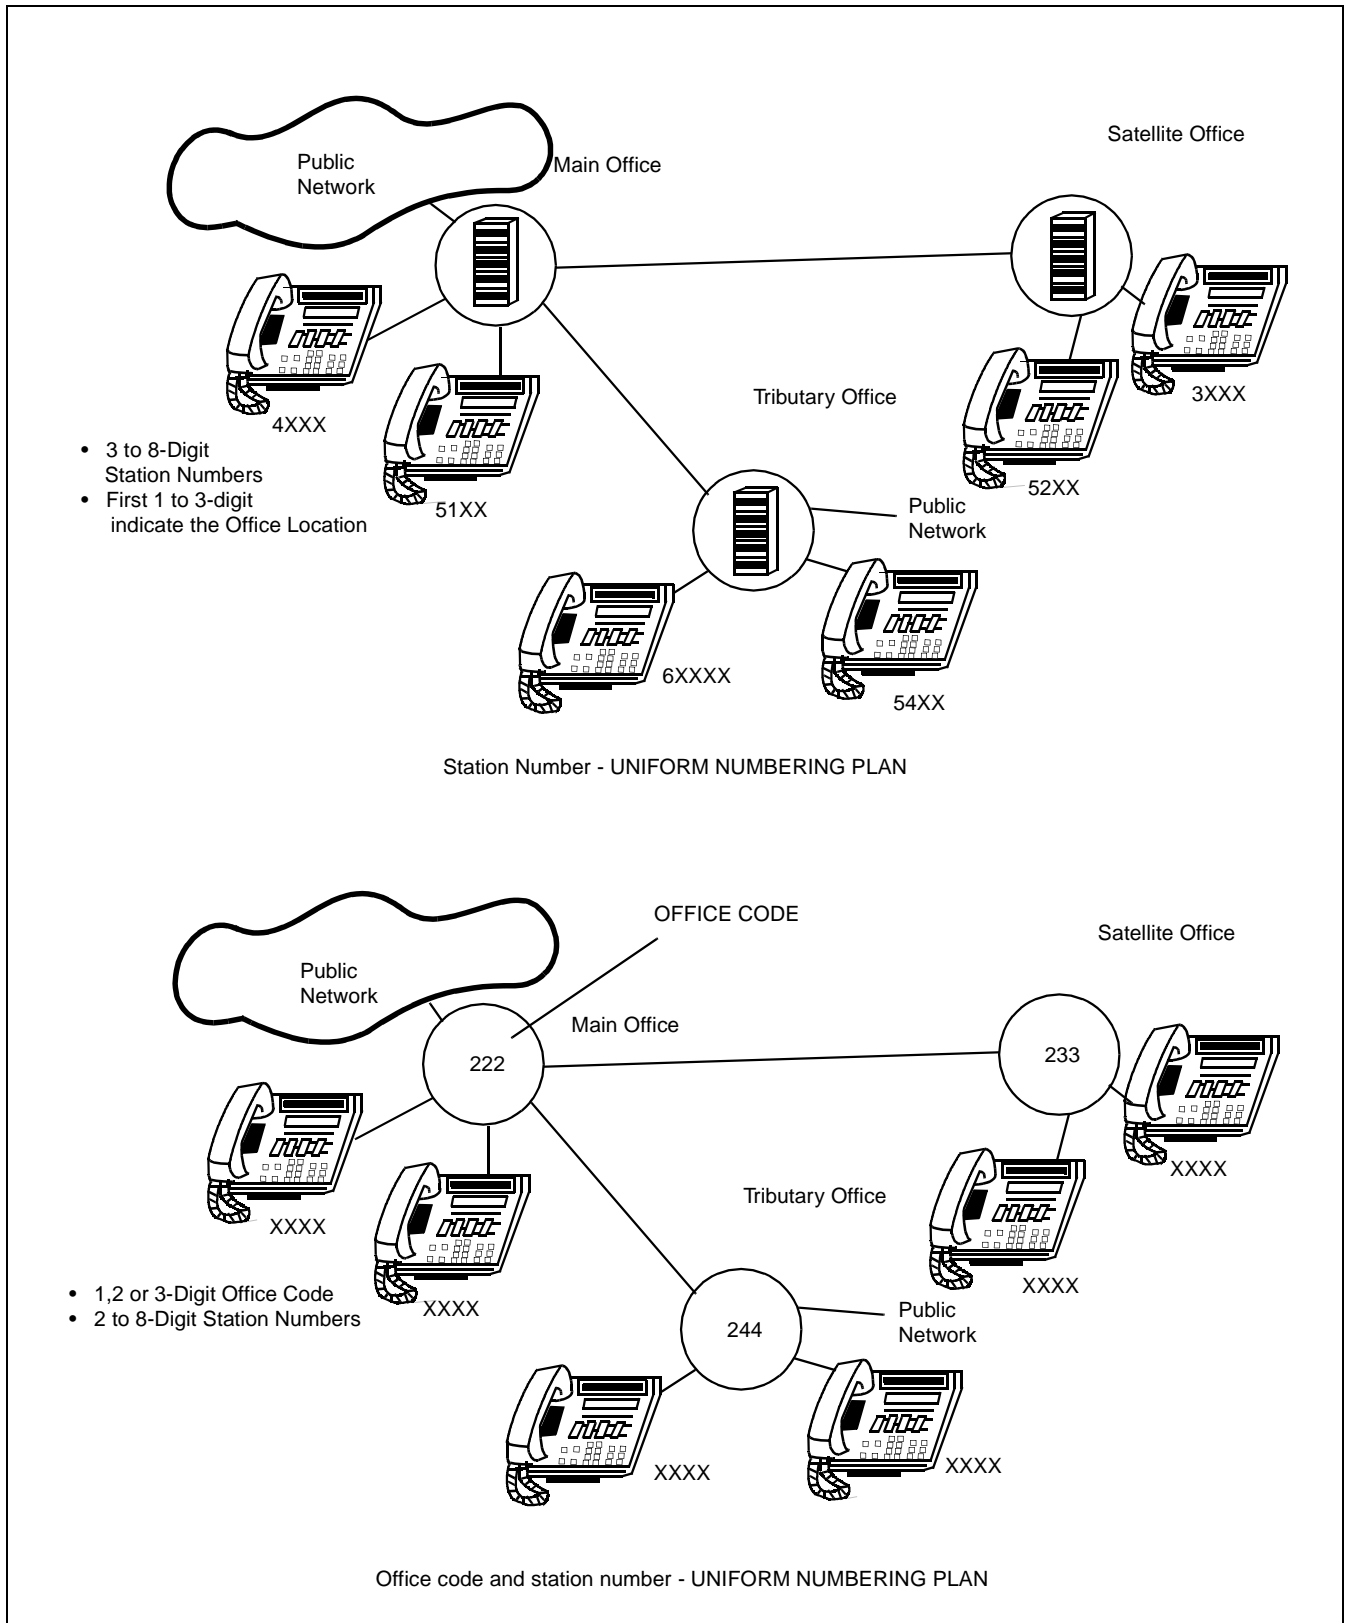 Satellite Office
Public
Network
Main Office
3XXX
Tributary Office
4XXX
• 3 to 8-Digit
Station Numbers
• First 1 to 3-digit
indicate the Office Location
51XX
52XX
Public
Network
6XXXX
54XX
Station Number - UNIFORM NUMBERING PLAN
OFFICE CODE
Satellite Office
Public
Network
Main Office
222
233
XXXX
Tributary Office
XXXX
XXXX
• 1,2 or 3-Digit Office Code
• 2 to 8-Digit Station Numbers
XXXX
Public
Network
244
XXXX
XXXX
Office code and station number - UNIFORM NUMBERING PLAN